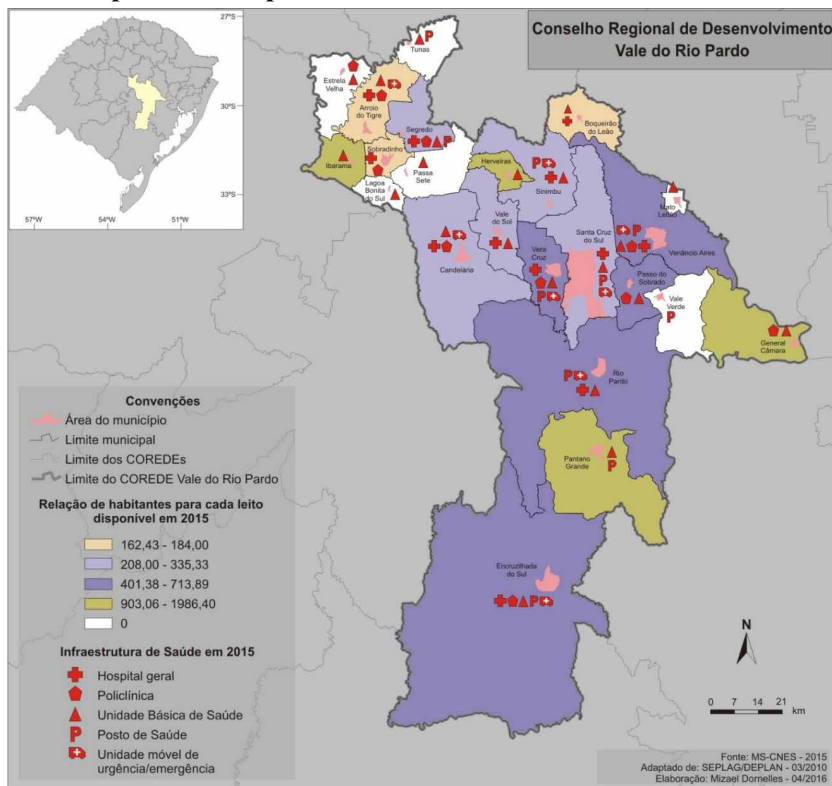 27°S
30°S
33°S
57°W
54°W
51°W
Conselho Regional de Desenvolvimento
Vale do Rio Pardo
P
Tunas
Estrela
Velha
Arroio
do Tigre
Segredo
P
Boqueirão
do Leão
Ibarama
Sobradinho
Passa
Sete
Lagoa
Bonita
do Sul
Herveiras
P
Sinimbu
Mato
Leitão
Vale
do Sol
Santa Cruz
do Sul
P
P
Venâncio Aires
Candelária
Vera
Cruz
P
Passo do
Sobrado
Vale
Verde
P
General
Câmara
P
Rio
Pardo
Pantano
Grande
P
Encruzilhada
do Sul
P
Convenções
Área do município
Limite municipal
Limite dos COREDEs
Limite do COREDE Vale do Rio Pardo
Relação de habitantes para cada leito
disponível em 2015
162,43 - 184,00
208,00 - 335,33
401,38 - 713,89
903,06 - 1986,40
0
Infraestrutura de Saúde em 2015
Hospital geral
Policlínica
Unidade Básica de Saúde
P Posto de Saúde
Unidade móvel de
urgência/emergência
N
0 7 14 21
km
Fonte: MS-CNES - 2015
Adaptado de: SEPLAG/DEPLAN - 03/2010
Elaboração: Mizael Dornelles - 04/2016